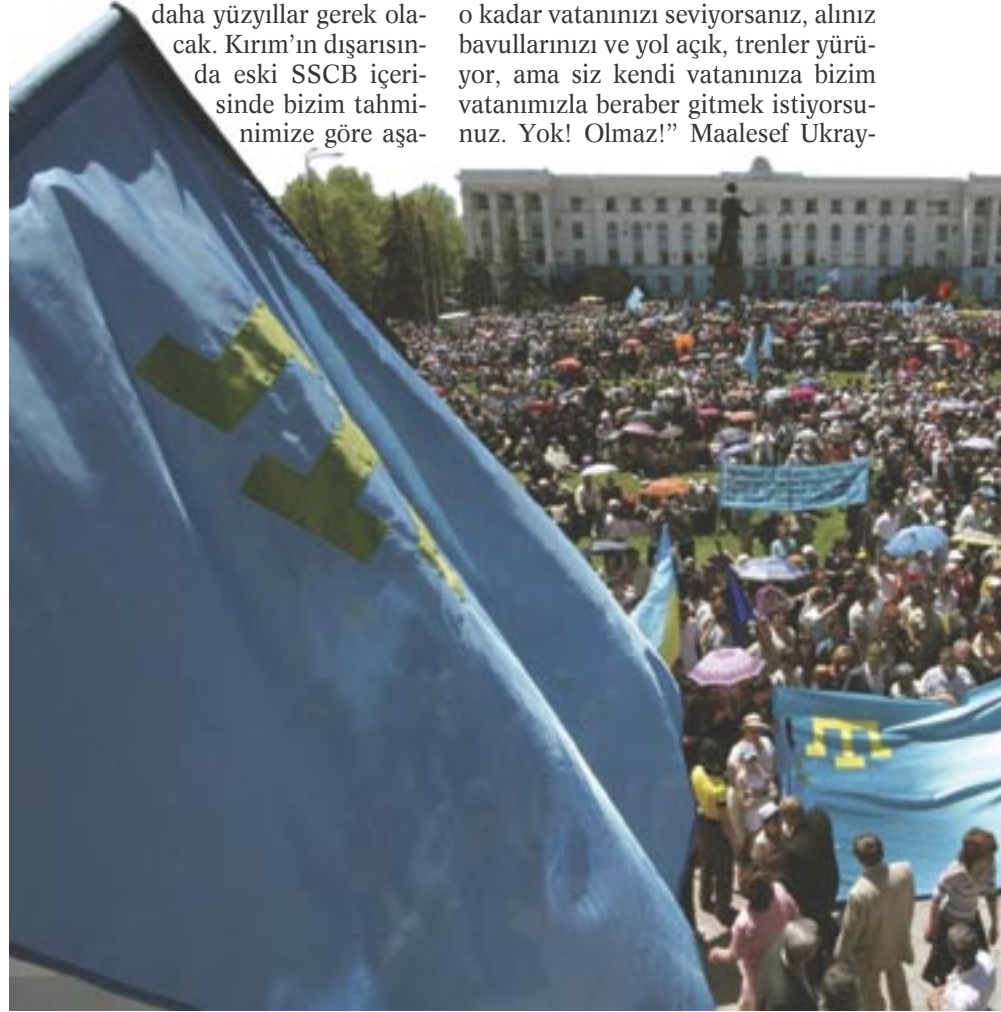 daha yüzyıllar gerek ola-
cak. Kırım’ın dışarısın-
da eski SSCB içeri-
sinde bizim tahmi-
nimize göre aşa-
o kadar vatanınızı seviyorsanız, alınız
bavullarınızı ve yol açık, trenler yürü-
yor, ama siz kendi vatanınıza bizim
vatanımızla beraber gitmek istiyorsu-
nuz. Yok! Olmaz!” Maalesef Ukray-